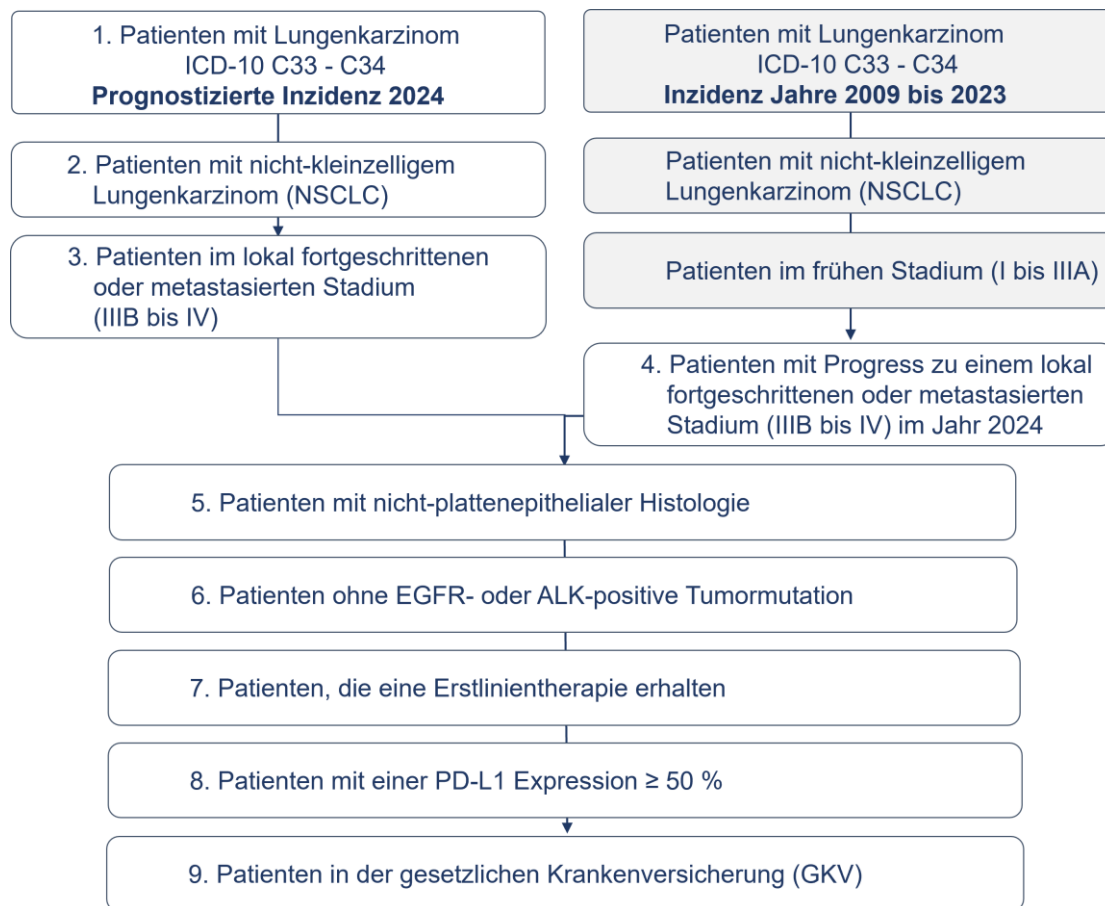 1. Patienten mit Lungenkarzinom
ICD-10 C33 - C34
Prognostizierte Inzidenz 2024
2. Patienten mit nicht-kleinzelligem
Lungenkarzinom (NSCLC)
3. Patienten im lokal fortgeschrittenen
oder metastasierten Stadium
(IIIB bis IV)
Patienten mit Lungenkarzinom
ICD-10 C33 - C34
Inzidenz Jahre 2009 bis 2023
Patienten mit nicht-kleinzelligem
Lungenkarzinom (NSCLC)
Patienten im frühen Stadium (I bis IIIA)
4. Patienten mit Progress zu einem lokal
fortgeschrittenen oder metastasierten
Stadium (IIIB bis IV) im Jahr 2024
5. Patienten mit nicht-plattenepithelialer Histologie
6. Patienten ohne EGFR- oder ALK-positive Tumormutation
7. Patienten, die eine Erstlinientherapie erhalten
8. Patienten mit einer PD-L1 Expression ≥ 50 %
9. Patienten in der gesetzlichen Krankenversicherung (GKV)